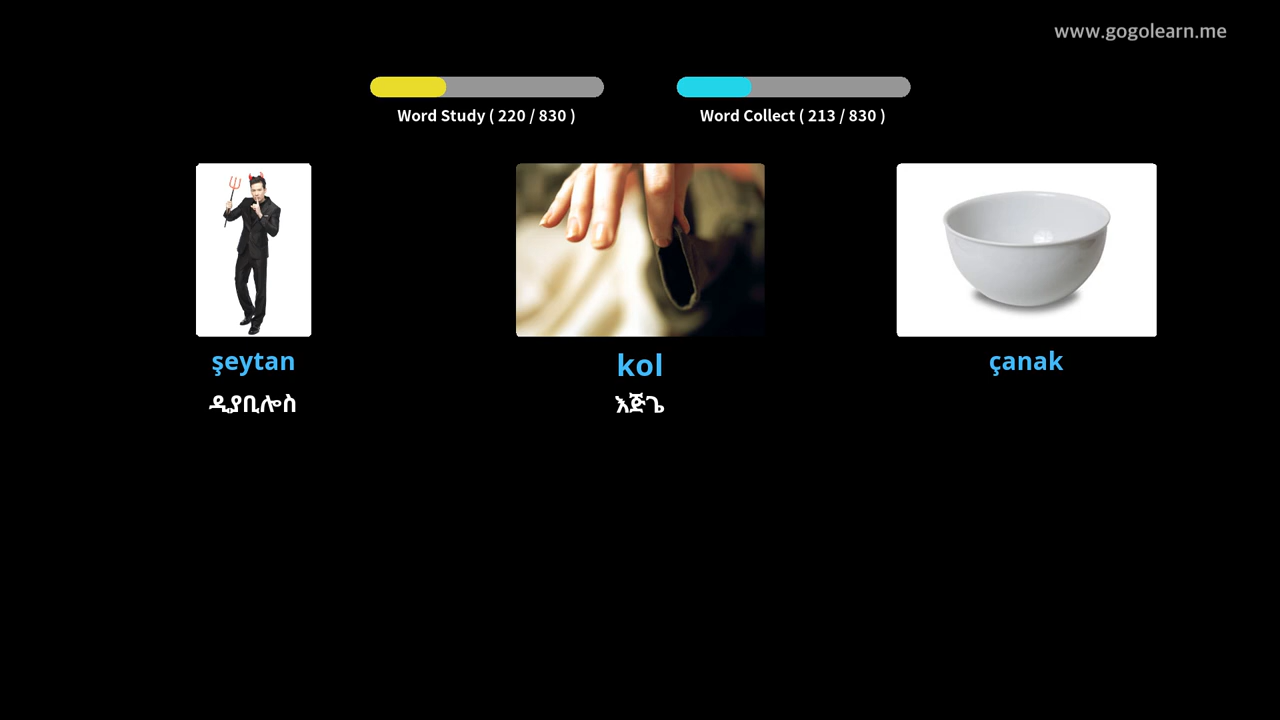 www.gogolearn.me
Word Study ( 220 / 830 )
Word Collect ( 213 / 830 )
şeytan
kol
çanak
ዲያቢሎስ
እጅጌ